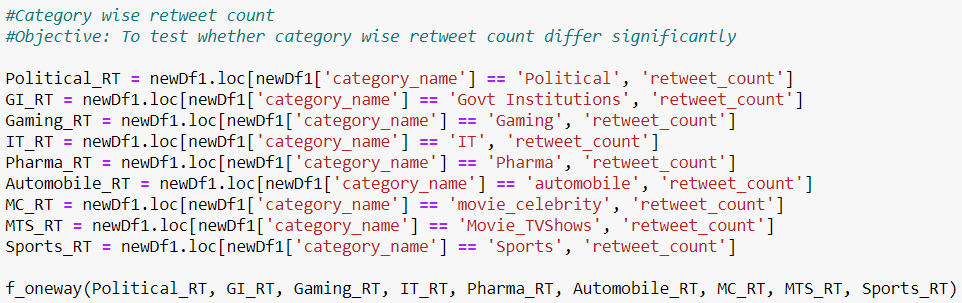 #Category wise retweet count
#Objective: To test whether category wise retweet count differ significantly
Political_RT = newDf1.loc[newDf1['category_name'] == 'Political', 'retweet_count']
GI_RT = newDf1.loc[newDf1['category_name'] == 'Govt Institutions', 'retweet_count']
Gaming_RT = newDf1.loc[newDf1['category_name'] == 'Gaming', 'retweet_count']
IT_RT = newDf1.loc[newDf1['category_name'] == 'IT', 'retweet_count']
Pharma_RT = newDf1.loc[newDf1['category_name'] == 'Pharma', 'retweet_count']
Automobile_RT = newDf1.loc[newDf1['category_name'] == 'automobile', 'retweet_count']
MC_RT = newDf1.loc[newDf1['category_name'] == 'movie_celebrity', 'retweet_count']
MTS_RT = newDf1.loc[newDf1['category_name'] == 'Movie_TVShows', 'retweet_count']
Sports_RT = newDf1.loc[newDf1['category_name'] == 'Sports', 'retweet_count']
f_oneway(Political_RT, GI_RT, Gaming_RT, IT_RT, Pharma_RT, Automobile_RT, MC_RT, MTS_RT, Sports_RT)